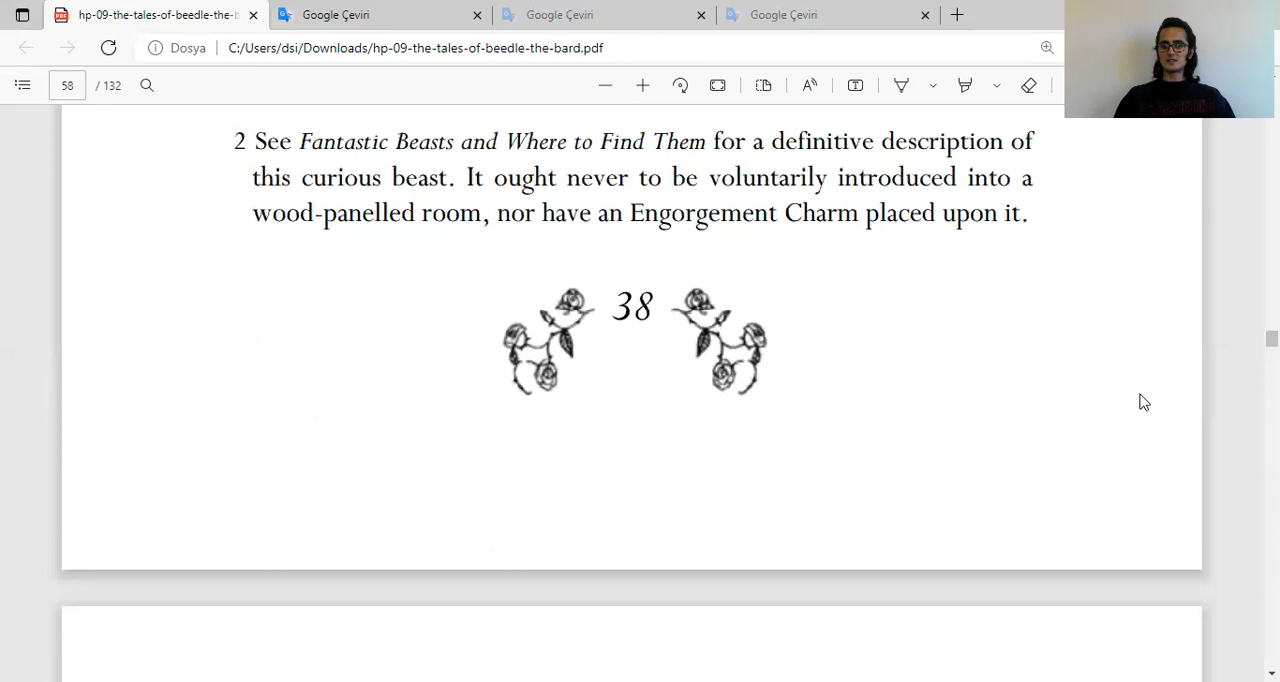 hp-09-the-tales-of-beedle-the-b
Google Çeviri
Google Çeviri
Google Çeviri
Dosya
C:/Users/dsi/Downloads/hp-09-the-tales-of-beedle-the-bard.pdf
58 / 132
2 See Fantastic Beasts and Where to Find Them for a definitive description of
this curious beast. It ought never to be voluntarily introduced into a
wood-panelled room, nor have an Engorgement Charm placed upon it.
38